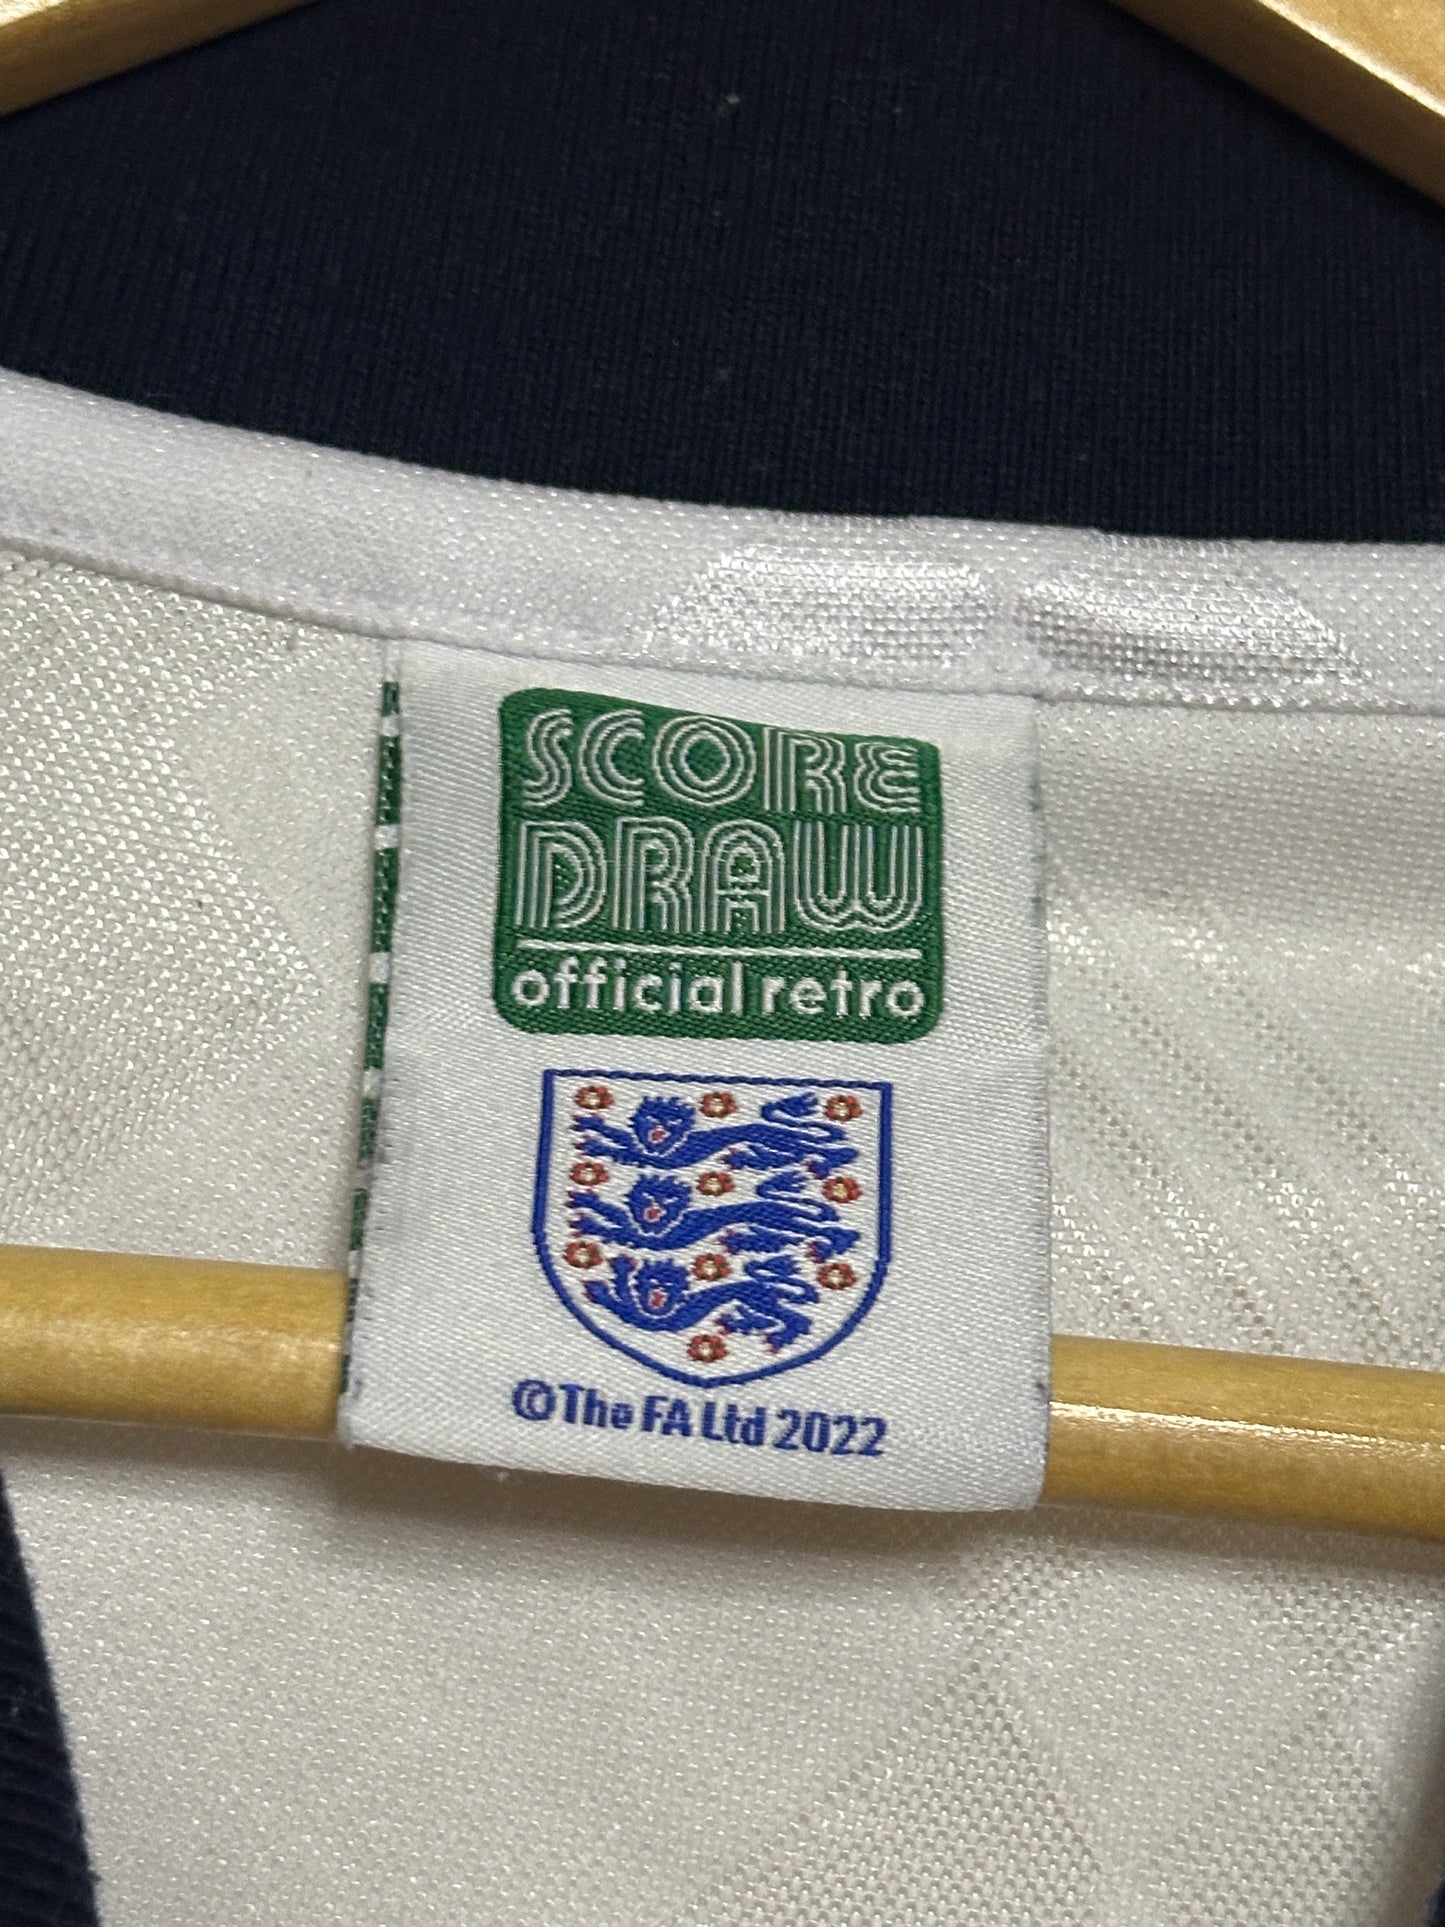 SCORE
DRAW
official retro
©The FA Ltd 2022